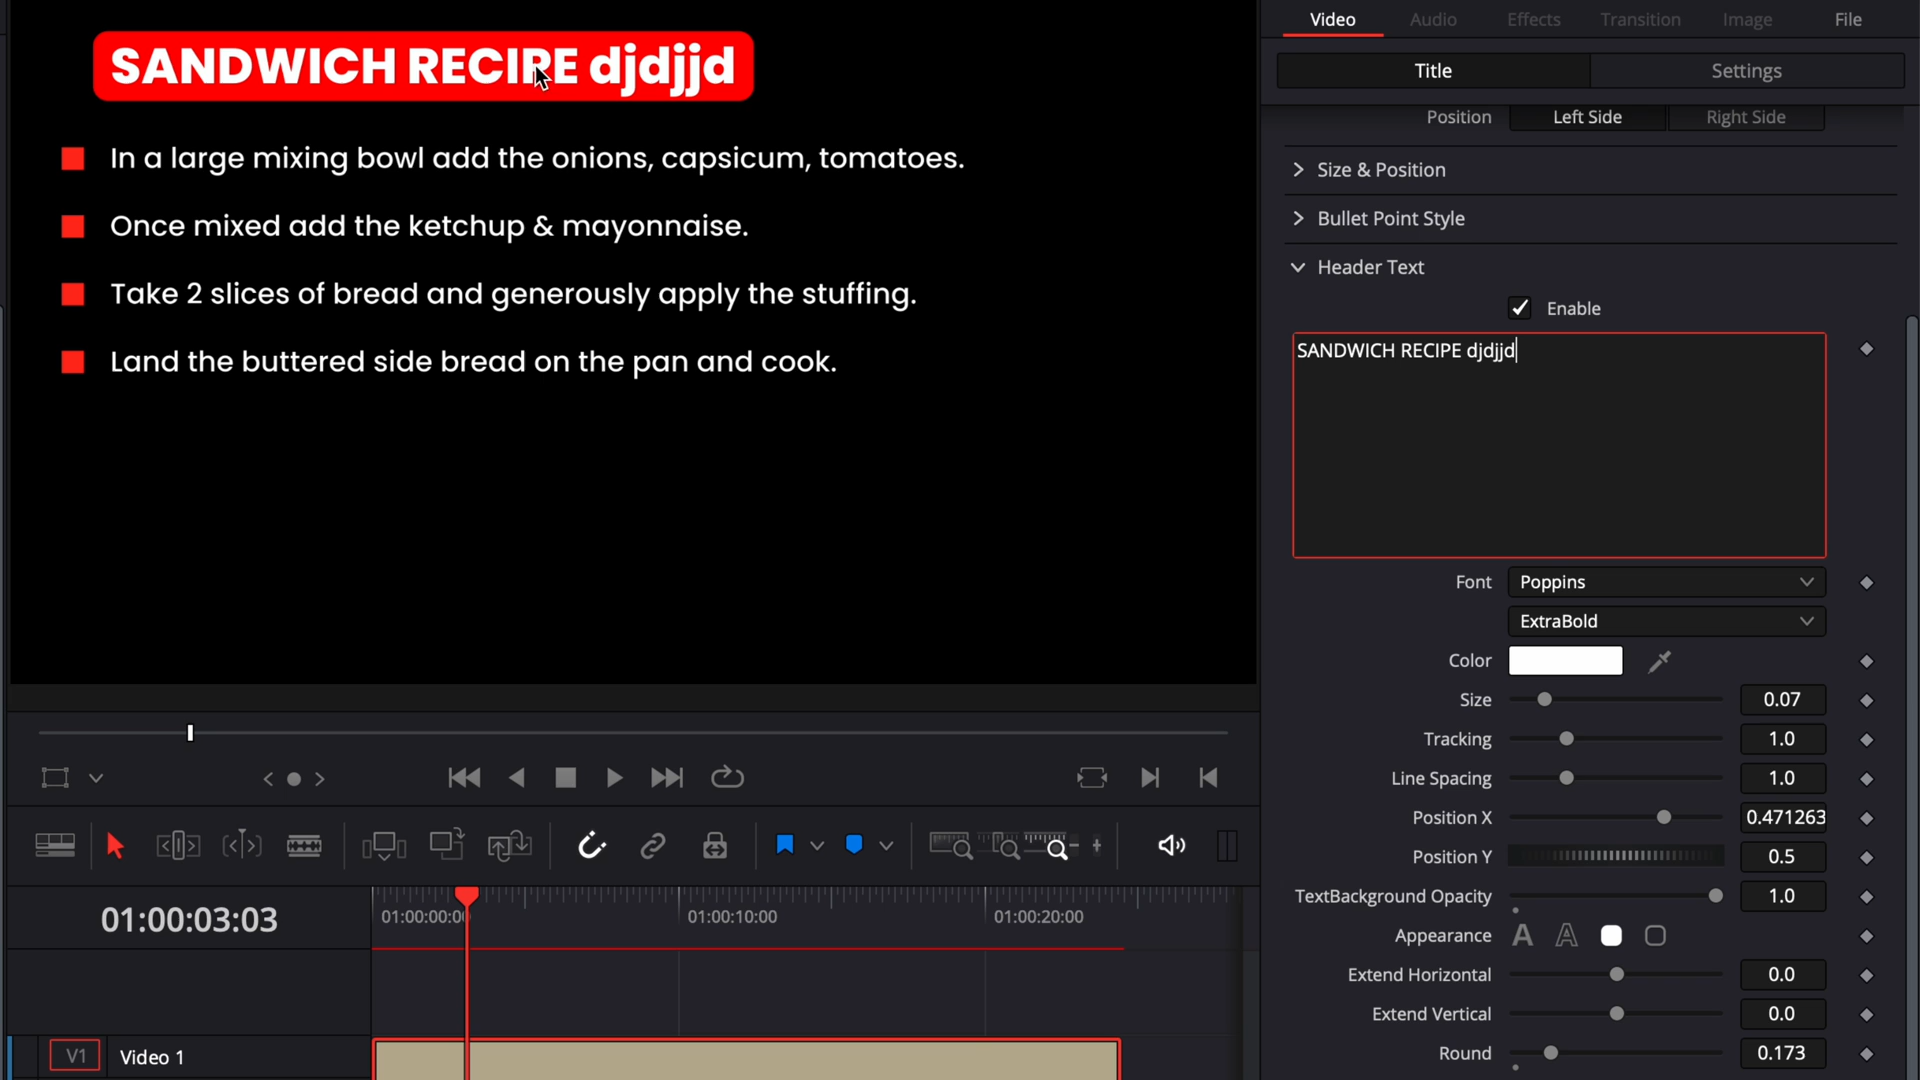 SANDWICH RECIPE djdjjd
In a large mixing bowl add the onions, capsicum, tomatoes.
Once mixed add the ketchup & mayonnaise.
Take 2 slices of bread and generously apply the stuffing.
Land the buttered side bread on the pan and cook.
01:00:03:03
01:00:00:00
01:00:10:00
01:00:20:00
V1 Video 1
Video Audio Effects Transition Image File
Title Settings
Position Left Side Right Side
Size & Position
Bullet Point Style
Header Text
Enable
SANDWICH RECIPE djdjjd
Font Poppins
ExtraBold
Color
Size 0.07
Tracking 1.0
Line Spacing 1.0
Position X 0.471263
Position Y 0.5
TextBackground Opacity 1.0
Appearance
Extend Horizontal 0.0
Extend Vertical 0.0
Round 0.173